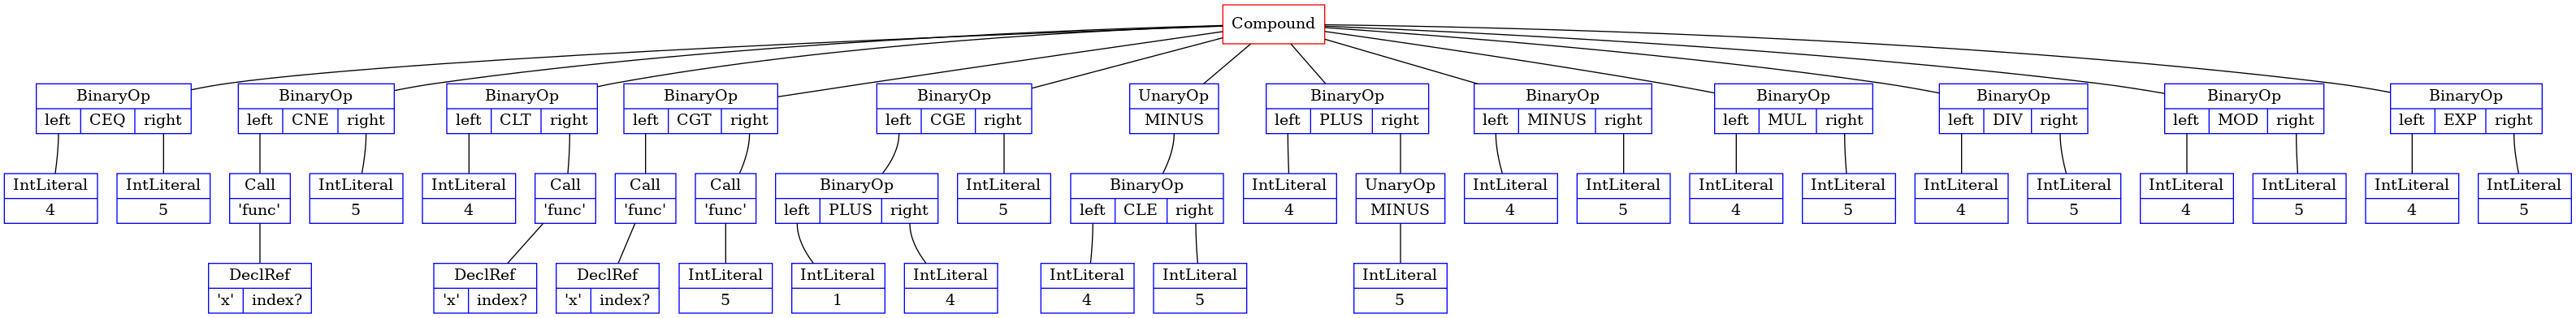 Compound
BinaryOp BinaryOp BinaryOp BinaryOp BinaryOp UnaryOp BinaryOp BinaryOp BinaryOp BinaryOp BinaryOp BinaryOp
left CEQ right left CNE right left CLT right left CGT right left CGE right MINUS left PLUS right left MINUS right left MUL right left DIV right left MOD right left EXP right
IntLiteral IntLiteral Call IntLiteral IntLiteral Call Call Call BinaryOp IntLiteral BinaryOp IntLiteral UnaryOp IntLiteral IntLiteral IntLiteral IntLiteral IntLiteral IntLiteral IntLiteral IntLiteral IntLiteral IntLiteral
4 5 'func' 5 4 'func' 'func' 'func' left PLUS right 5 left CLE right 4 MINUS 4 5 4 5 4 5 4 5 4 5
DeclRef DeclRef DeclRef IntLiteral IntLiteral IntLiteral IntLiteral IntLiteral IntLiteral
'x' index? 'x' index? 'x' index? 5 1 4 4 5 5